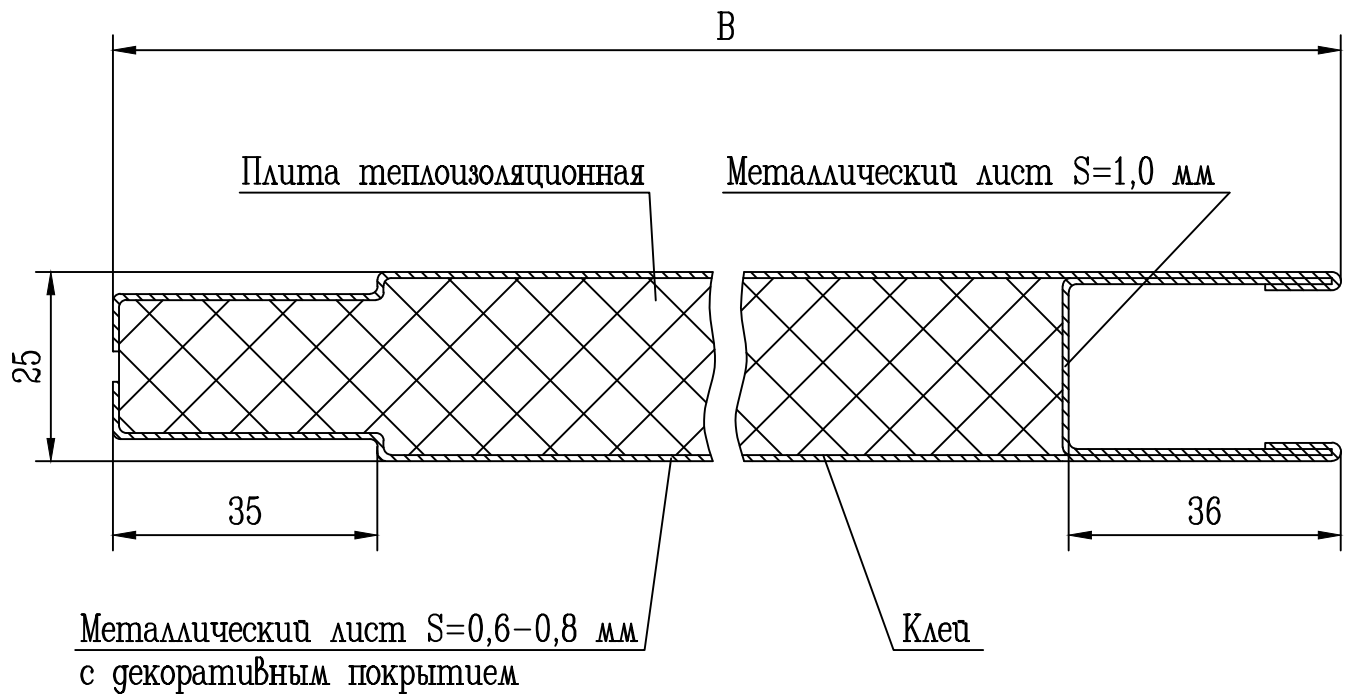 В
Плита теплоизоляционная
Металлический лист S=1,0 мм
25
35
36
Металлический лист S=0,6-0,8 мм
с декоративным покрытием
Клей